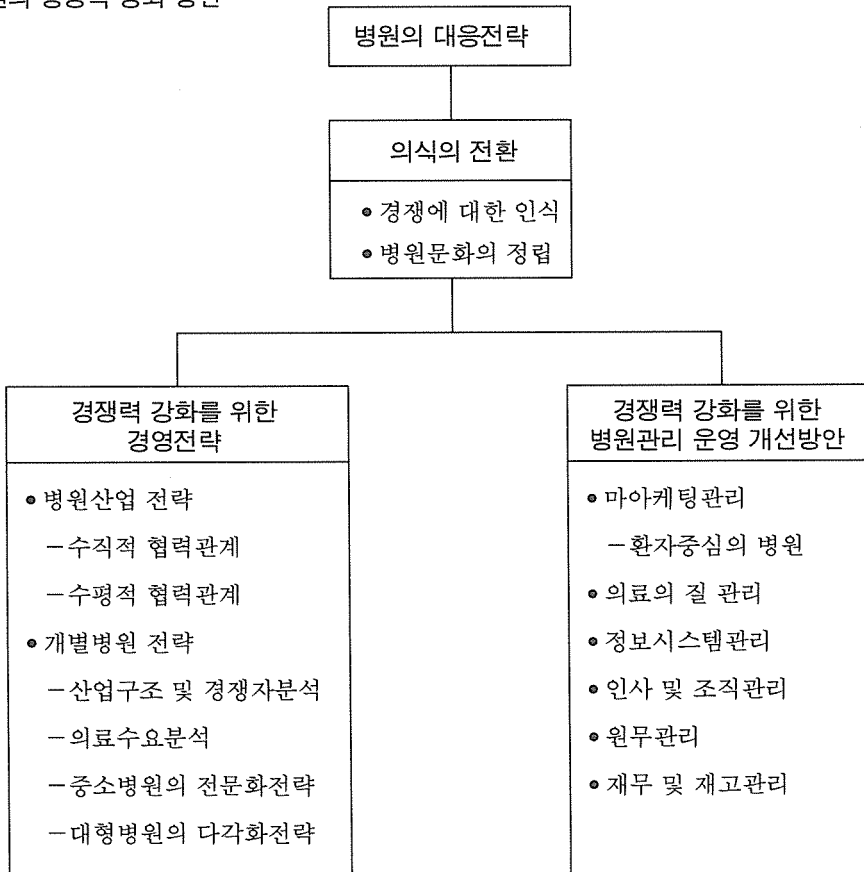 병원의 대응전략
의식의 전환
• 경쟁에 대한 인식
• 병원문화의 정립
경쟁력 강화를 위한
경영전략
• 병원산업 전략
－수직적 협력관계
－수평적 협력관계
• 개별병원 전략
－산업구조 및 경쟁자분석
－의료수요분석
－중소병원의 전문화전략
－대형병원의 다각화전략
경쟁력 강화를 위한
병원관리 운영 개선방안
• 마아케팅관리
－환자중심의 병원
• 의료의 질 관리
• 정보시스템관리
• 인사 및 조직관리
• 원무관리
• 재무 및 재고관리